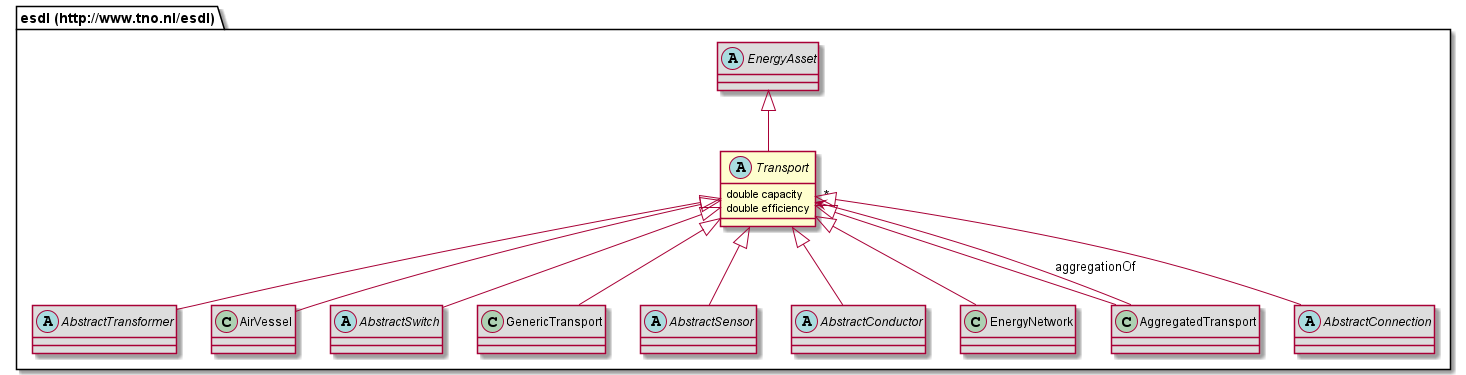 esdl (http://www.tno.nl/esdl)
A EnergyAsset
A Transport
double capacity
double efficiency
*
aggregationOf
A AbstractTransformer
C AirVessel
A AbstractSwitch
C GenericTransport
A AbstractSensor
A AbstractConductor
C EnergyNetwork
C AggregatedTransport
A AbstractConnection